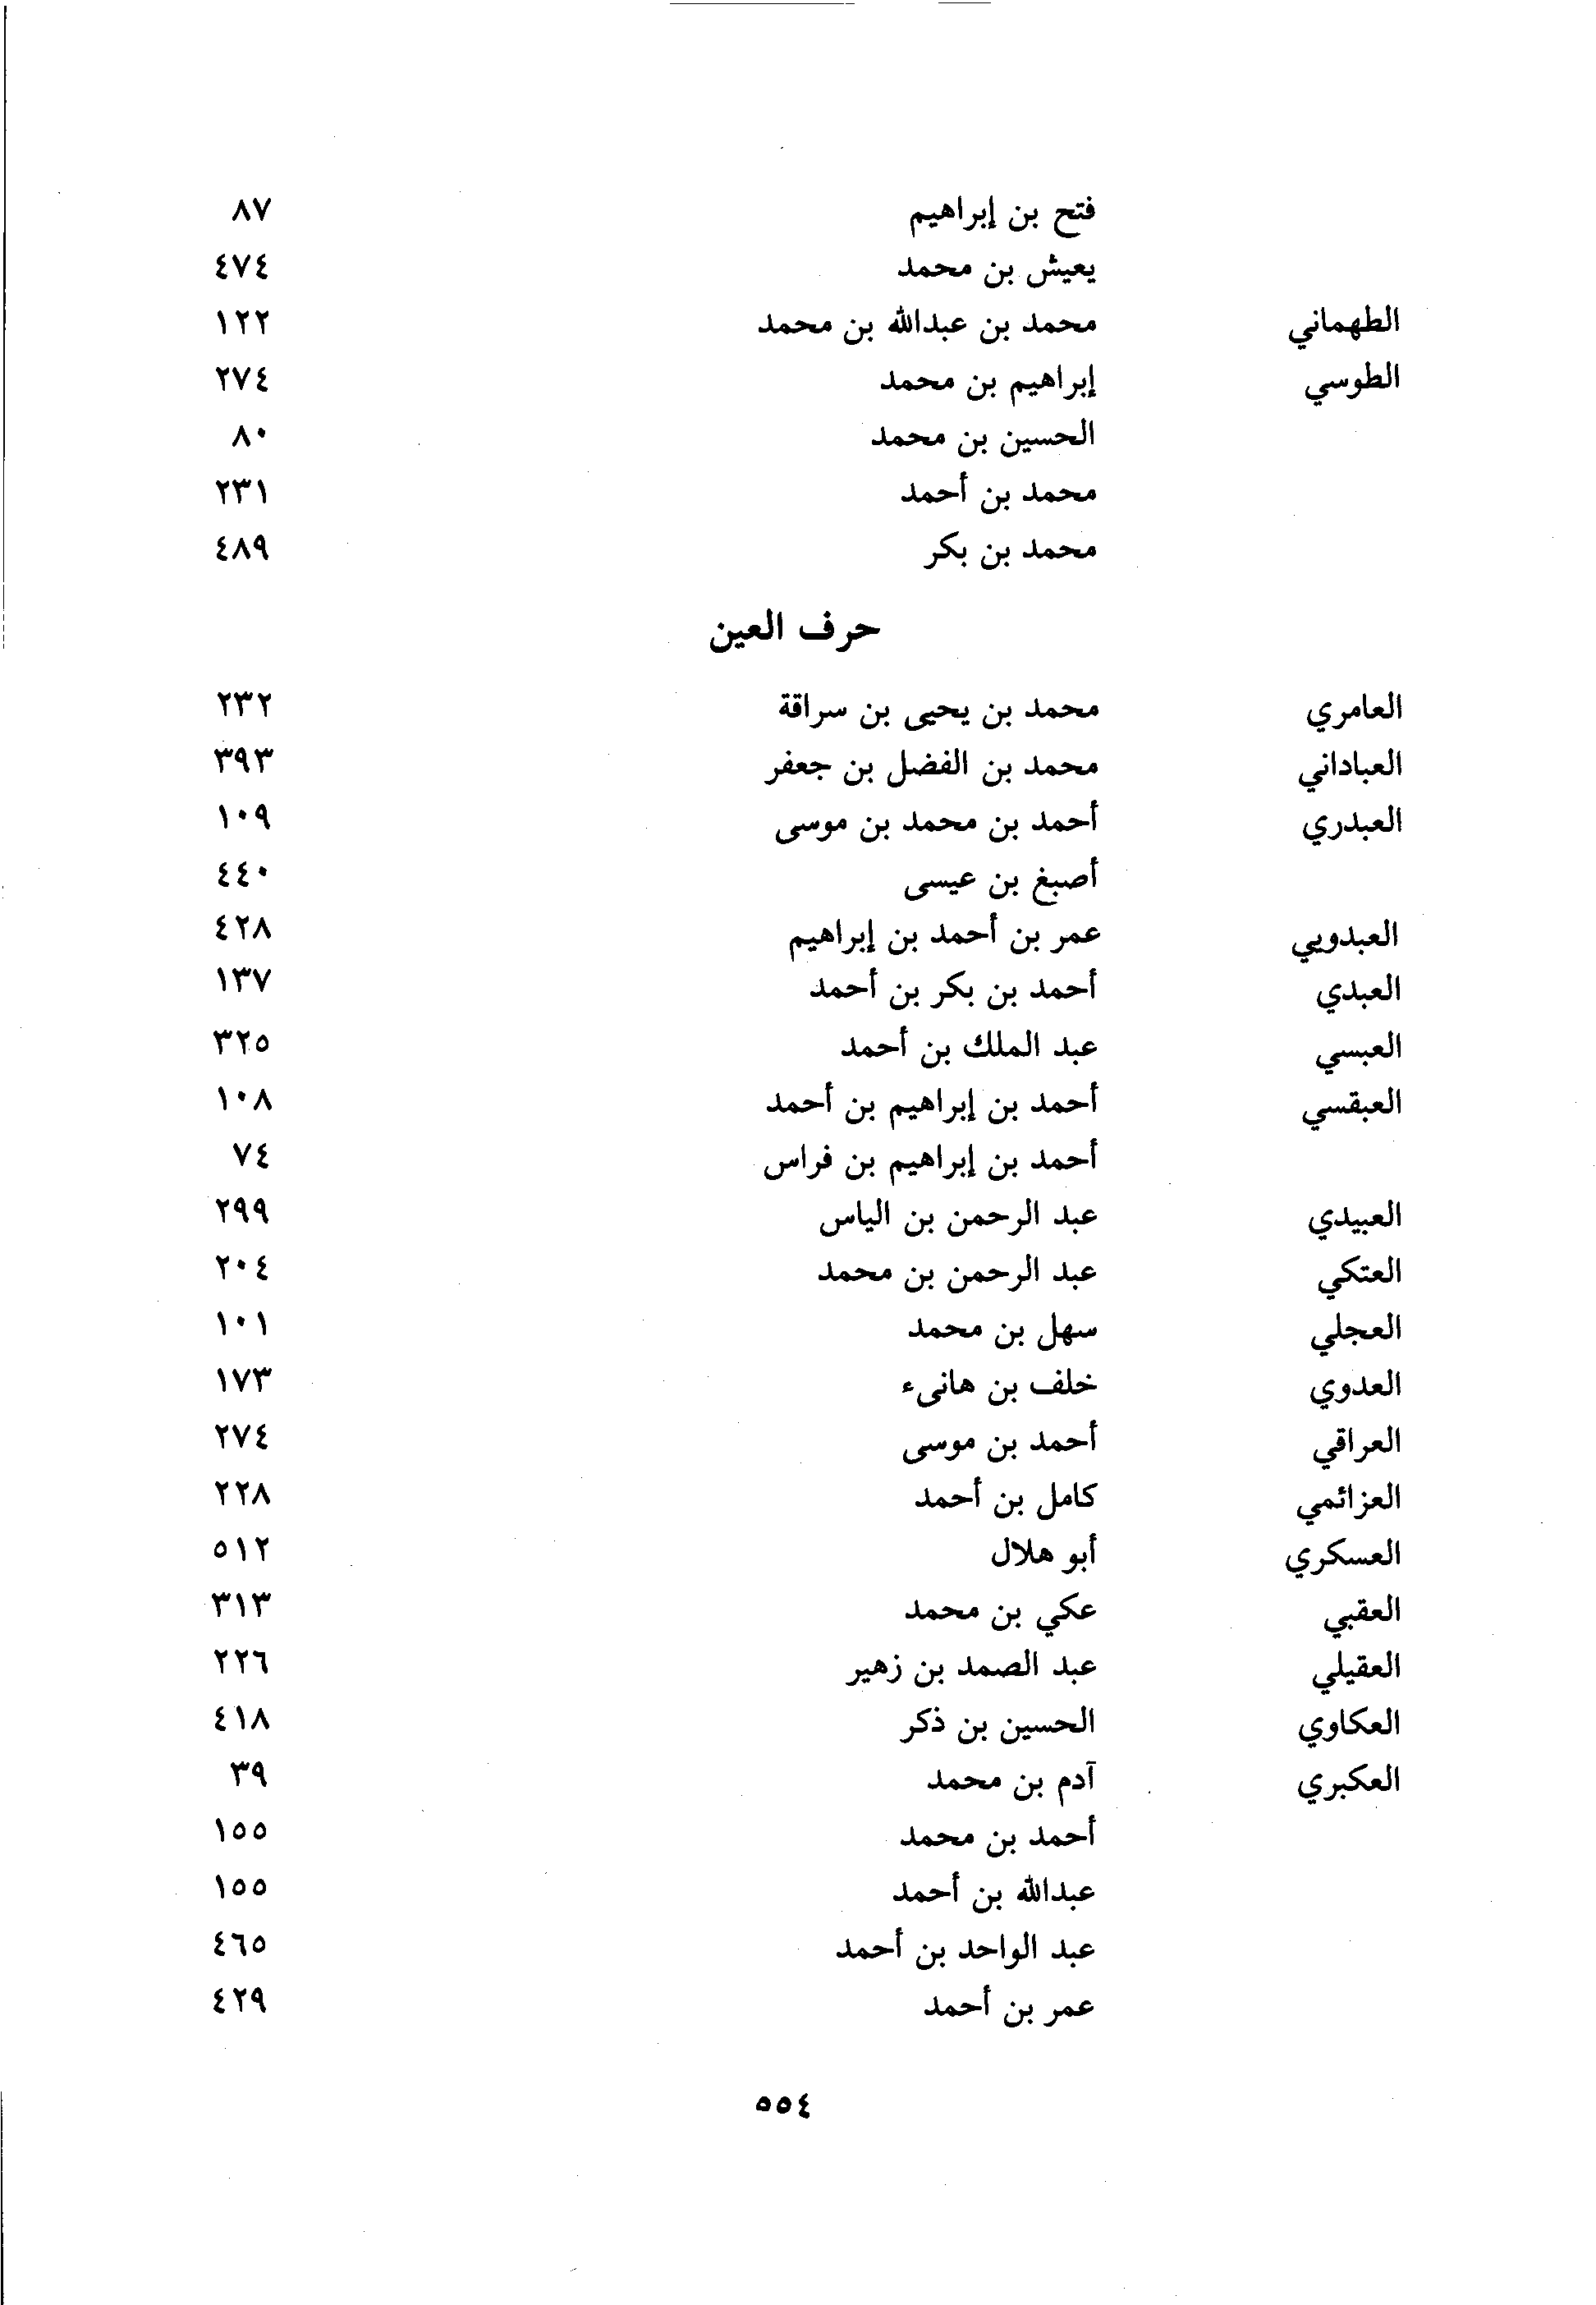 فتح بن إبراهيم ٨٧
يعيش بن محمد ٤٧٤
الطهماني محمد بن عبدالله بن محمد ١٢٢
الطوسي إبراهيم بن محمد ٢٧٤
الحسين بن محمد ٨٠
محمد بن أحمد ٢٣١
محمد بن بكر ٤٨٩
حرف العين
العامري محمد بن يحيى بن سراقة ٢٣٢
العباداني محمد بن الفضل بن جعفر ٣٩٣
العبدري أحمد بن محمد بن موسى ١٠٩
أصبغ بن عيسى ٤٤٠
العبدويي عمر بن أحمد بن إبراهيم ٤٢٨
العبدي أحمد بن بكر بن أحمد ١٣٧
العبسي عبد الملك بن أحمد ٣٢٥
العبقسي أحمد بن إبراهيم بن أحمد ١٠٨
أحمد بن إبراهيم بن فراس ٧٤
العبيدي عبد الرحمن بن الياس ٢٩٩
العتكي عبد الرحمن بن محمد ٢٠٤
العجلي سهل بن محمد ١٠١
العدوي خلف بن هانىء ١٧٣
العراقي أحمد بن موسى ٢٧٤
العزائمي كامل بن أحمد ٢٢٨
العسكري أبو هلال ٥١٢
العقبي عكي بن محمد ٣١٣
العقيلي عبد الصمد بن زهير ٢٢٦
العكاوي الحسين بن ذكر ٤١٨
العكبري آدم بن محمد ٣٩
أحمد بن محمد ١٥٥
عبدالله بن أحمد ١٥٥
عبد الواحد بن أحمد ٤٦٥
عمر بن أحمد ٤٢٩
٥٥٤